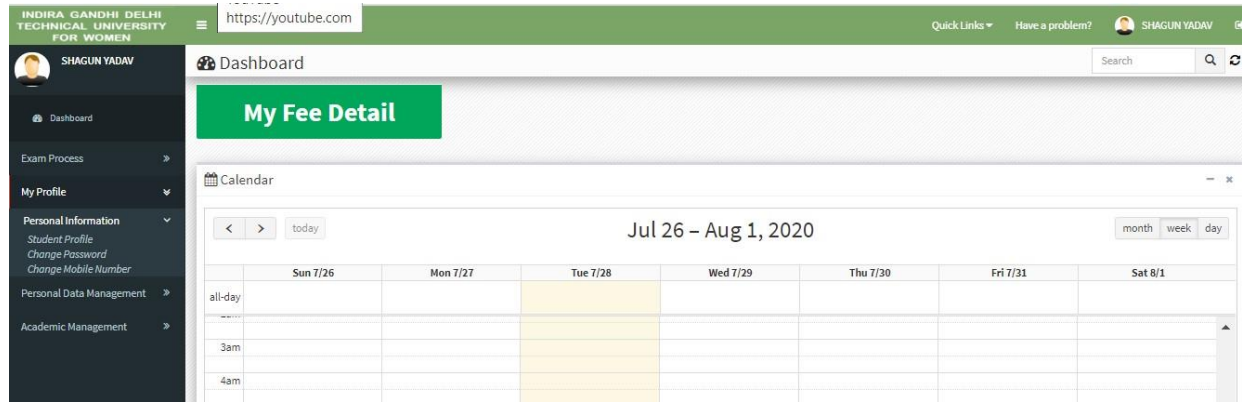 INDIRA GANDHI DELHI
TECHNICAL UNIVERSITY
FOR WOMEN
https://youtube.com
Quick Links
Have a problem?
SHAGUN YADAV
SHAGUN YADAV
Dashboard
Search
Dashboard
My Fee Detail
Exam Process
My Profile
Personal Information
Student Profile
Change Password
Change Mobile Number
Personal Data Management
Academic Management
Calendar
today
Jul 26 – Aug 1, 2020
month week day
Sun 7/26 Mon 7/27 Tue 7/28 Wed 7/29 Thu 7/30 Fri 7/31 Sat 8/1
all-day
3am
4am